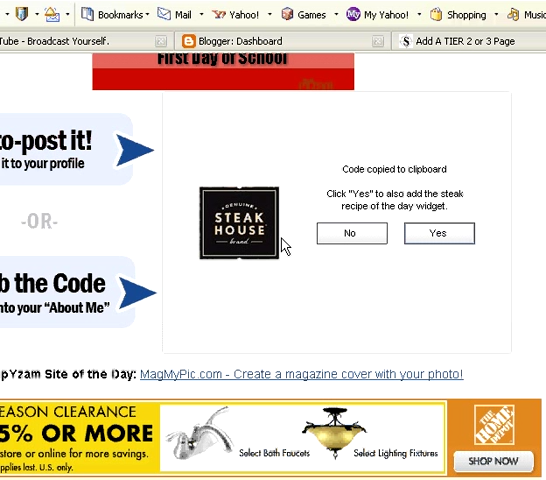 Bookmarks Mail Yahoo! Games My Yahoo! Shopping Music
Tube - Broadcast Yourself. Blogger: Dashboard Add A TIER 2 or 3 Page
First Day of School
to-post it!
it to your profile
-OR-
b the Code
nto your "About Me"
GENUINE
STEAK
HOUSE
brand
Code copied to clipboard
Click "Yes" to also add the steak
recipe of the day widget.
No Yes
pYzam Site of the Day: MagMyPic.com - Create a magazine cover with your photo!
EASON CLEARANCE
5% OR MORE
store or online for more savings.
pplies last. U.S. only.
Select Bath Faucets
Select Lighting Fixtures
THE HOME DEPOT
SHOP NOW